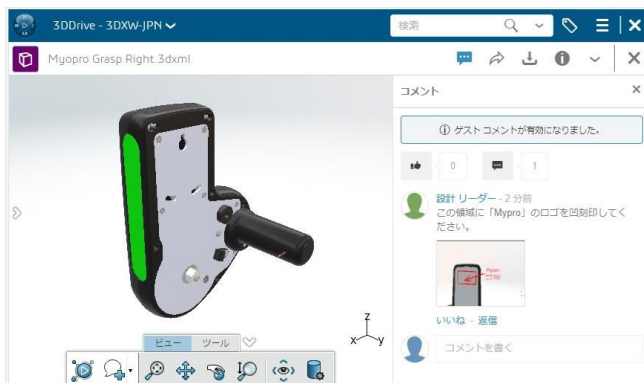 3DDrive - 3DXW-JPN
検索
Myopro Grasp Right.3dxml
コメント
ゲスト コメントが有効になりました。
0
1
設計 リーダー - 2 分前
この領域に「Mypro」のロゴを凹刻印してく
ださい。
いいね - 返信
コメントを書く
z
x
y
ビュー
ツール